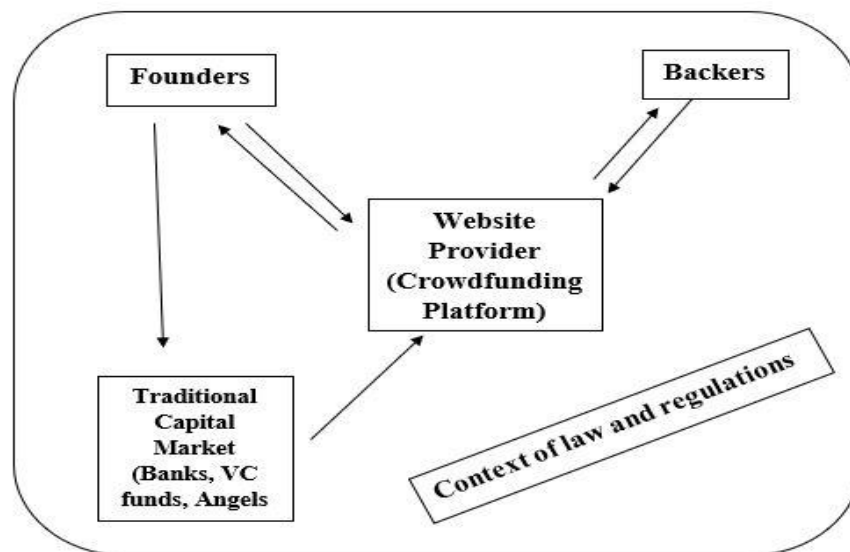 Founders
Backers
Website
Provider
(Crowdfunding
Platform)
Traditional
Capital
Market
(Banks, VC
funds, Angels
Context of law and regulations